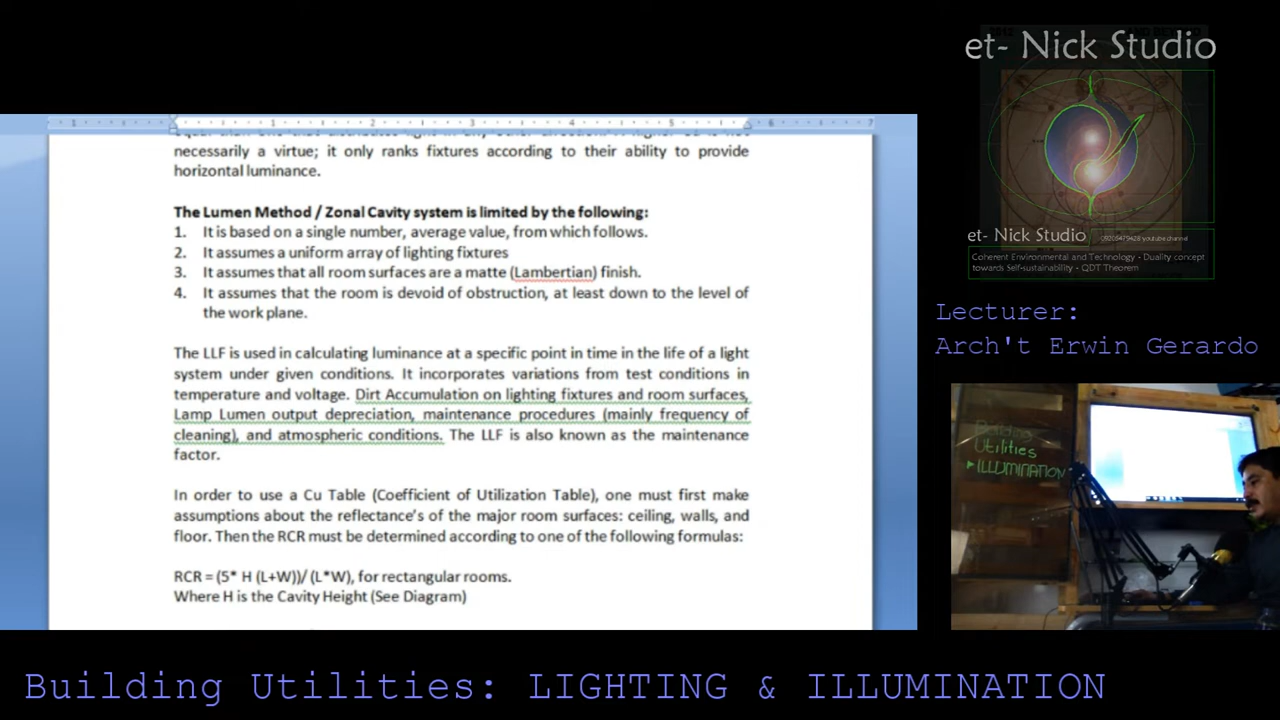 et- Nick Studio
necessarily a virtue; it only ranks fixtures according to their ability to provide
horizontal luminance.
The Lumen Method / Zonal Cavity system is limited by the following:
1. It is based on a single number, average value, from which follows.
2. It assumes a uniform array of lighting fixtures
3. It assumes that all room surfaces are a matte (Lambertian) finish.
4. It assumes that the room is devoid of obstruction, at least down to the level of
the work plane.
The LLF is used in calculating luminance at a specific point in time in the life of a light
system under given conditions. It incorporates variations from test conditions in
temperature and voltage. Dirt Accumulation on lighting fixtures and room surfaces,
Lamp Lumen output depreciation, maintenance procedures (mainly frequency of
cleaning), and atmospheric conditions. The LLF is also known as the maintenance
factor.
In order to use a Cu Table (Coefficient of Utilization Table), one must first make
assumptions about the reflectance's of the major room surfaces: ceiling, walls, and
floor. Then the RCR must be determined according to one of the following formulas:
RCR = (5* H (L+W))/ (L*W), for rectangular rooms.
Where H is the Cavity Height (See Diagram)
et- Nick Studio
youtube channel
Coherent Environmental and Technology - Duality concept
towards Self-sustainability - QDT Theorem
Lecturer:
Arch't Erwin Gerardo
Building
Utilities
ILLUMINATION
Building Utilities: LIGHTING & ILLUMINATION